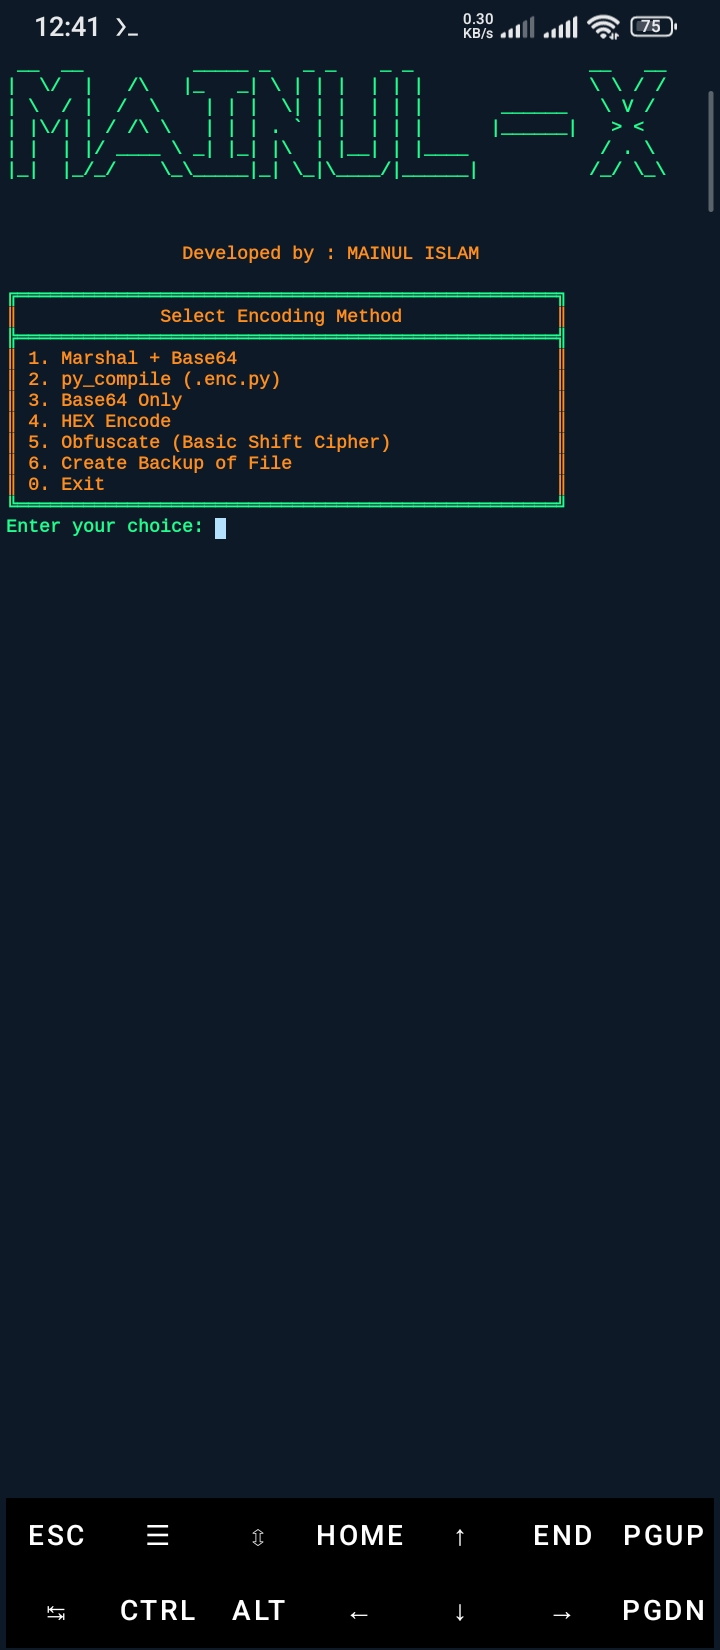 12:41 ❯_ 0.30 KB/s 75
MAINUL - X
Developed by : MAINUL ISLAM
Select Encoding Method
1. Marshal + Base64
2. py_compile (.enc.py)
3. Base64 Only
4. HEX Encode
5. Obfuscate (Basic Shift Cipher)
6. Create Backup of File
0. Exit
Enter your choice:
ESC ☰ ⇳ HOME ↑ END PGUP
↹ CTRL ALT ← ↓ → PGDN